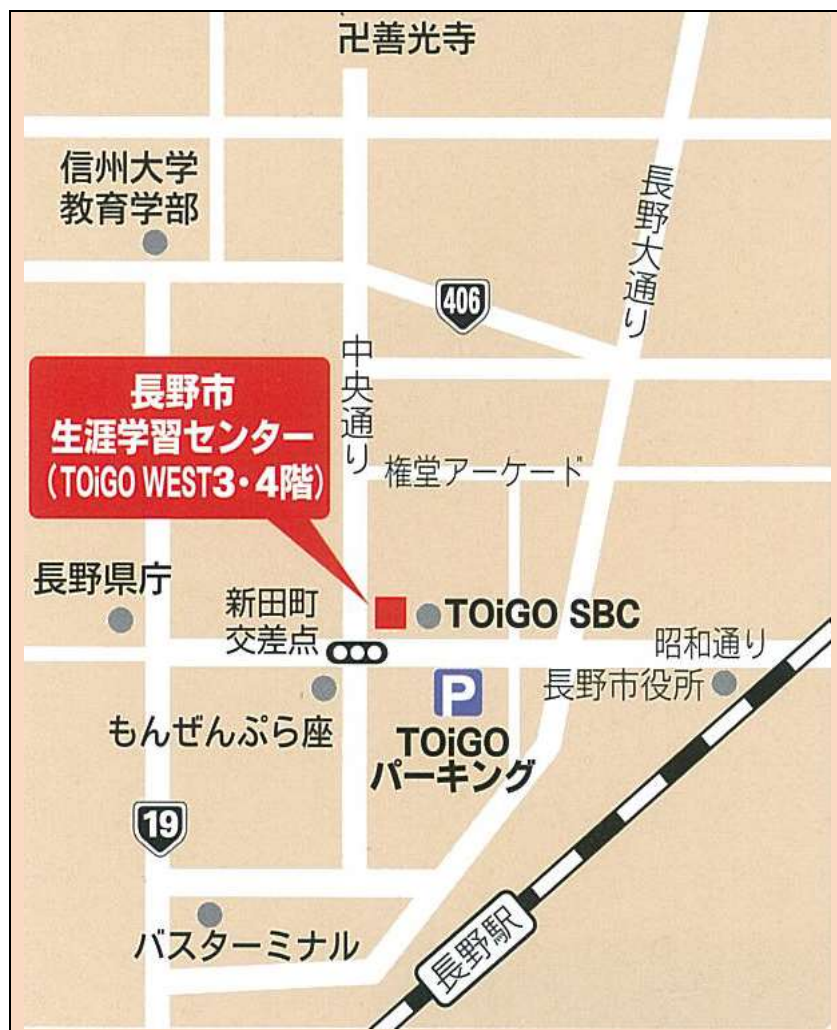 卍善光寺
信州大学
教育学部
長野大通り
406
中央通り
長野市
生涯学習センター
(TOiGO WEST3・4階)
権堂アーケード
長野県庁
新田町
交差点
TOiGO SBC
昭和通り
長野市役所
もんぜんぷら座
P
TOiGO
パーキング
19
バスターミナル
長野駅